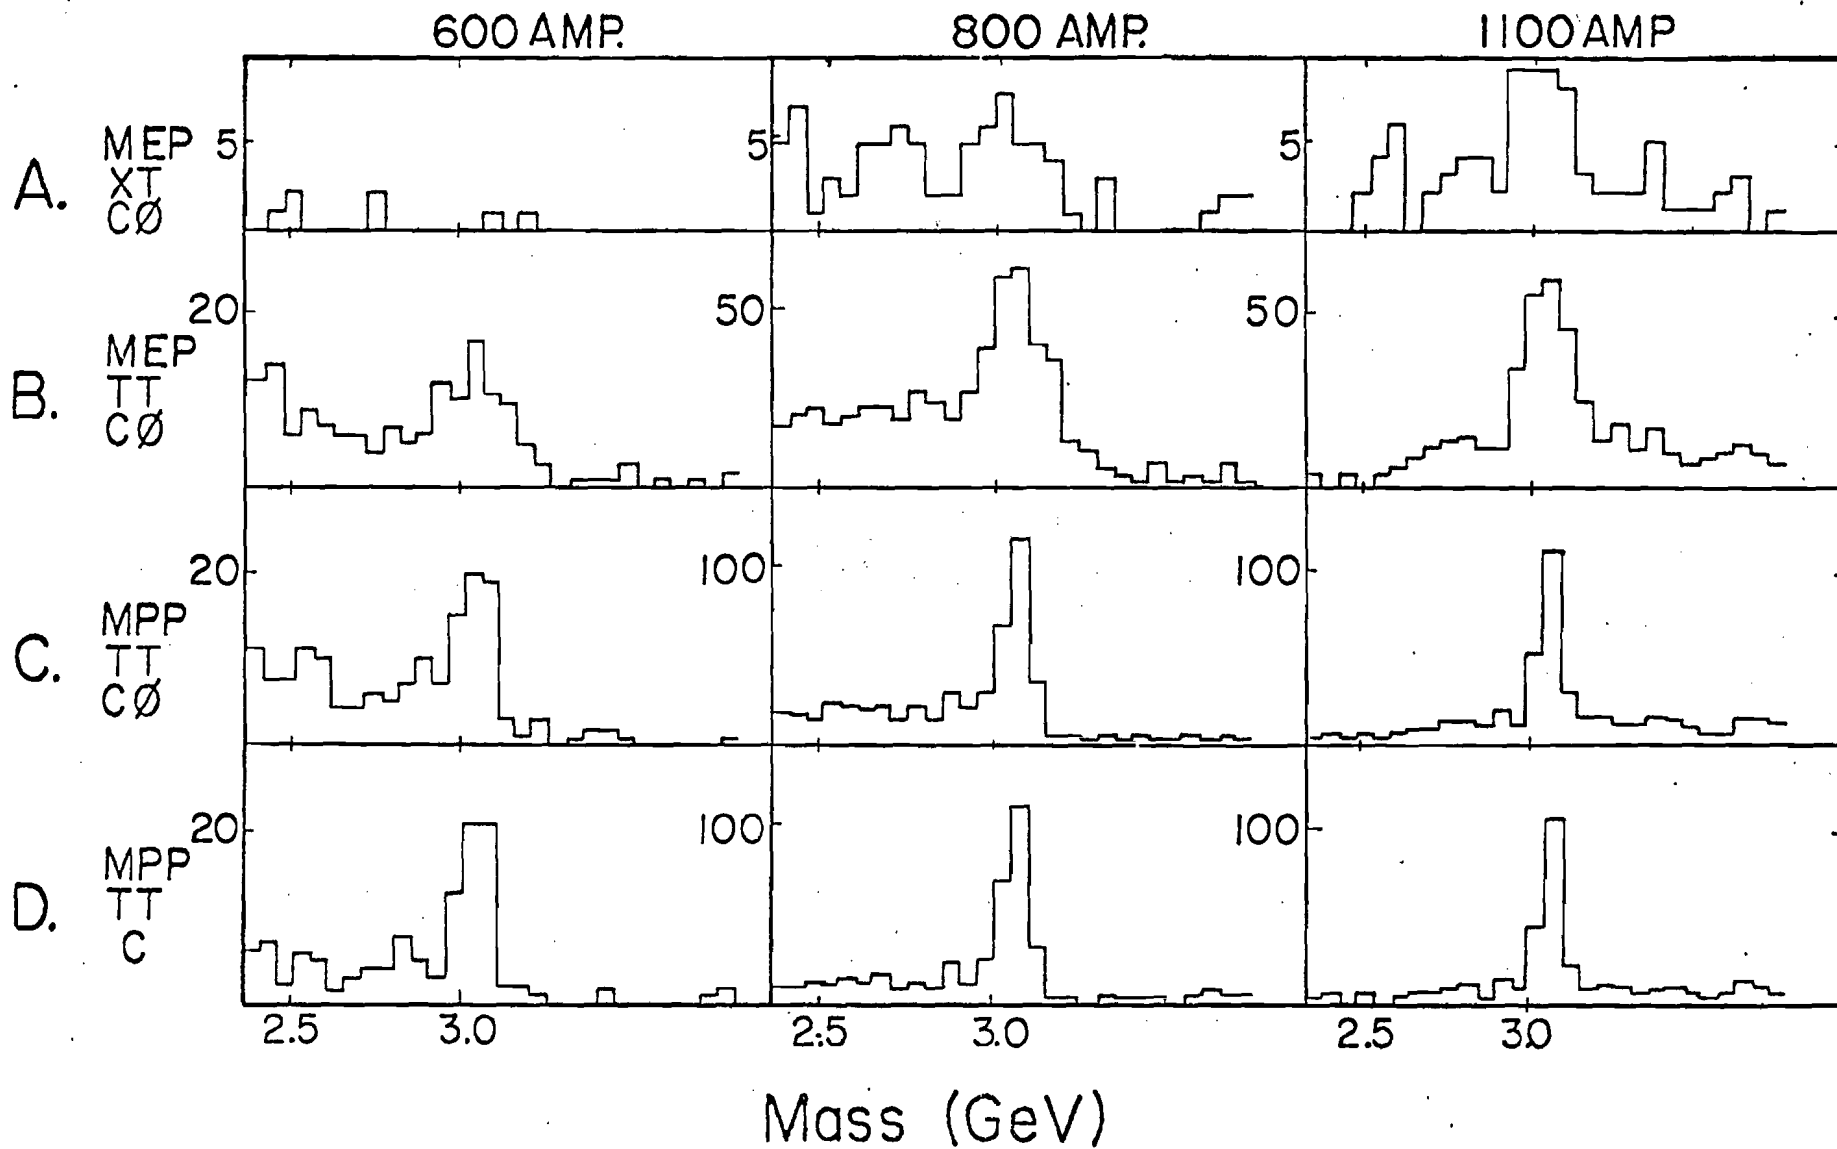 600 AMP. 800 AMP. 1100 AMP
A. MEP XT CØ 5 5 5
B. MEP TT CØ 20 50 50
C. MPP TT CØ 20 100 100
D. MPP TT C 20 100 100
2.5 3.0 2.5 3.0 2.5 3.0
Mass (GeV)